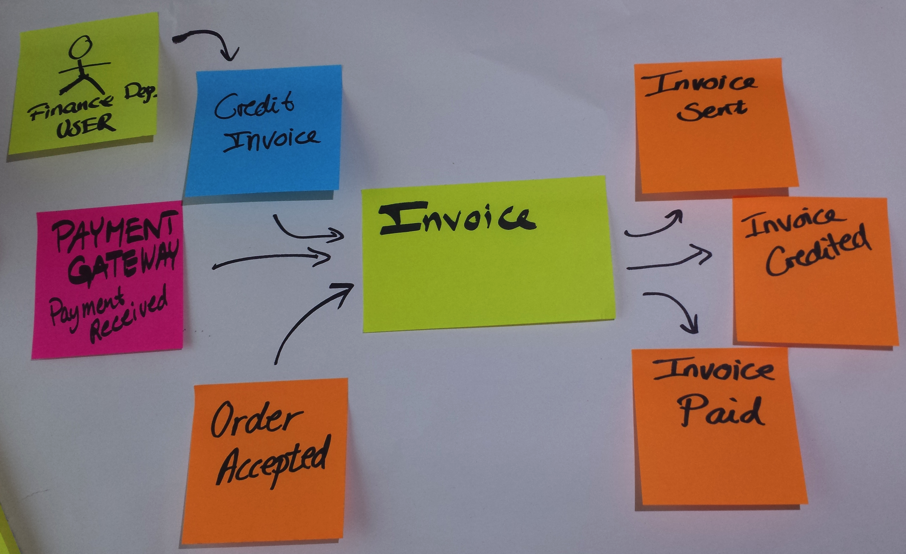 Finance Dep.
USER
Credit
Invoice
PAYMENT
GATEWAY
Payment
Received
Order
Accepted
Invoice
Invoice
Sent
Invoice
Credited
Invoice
Paid